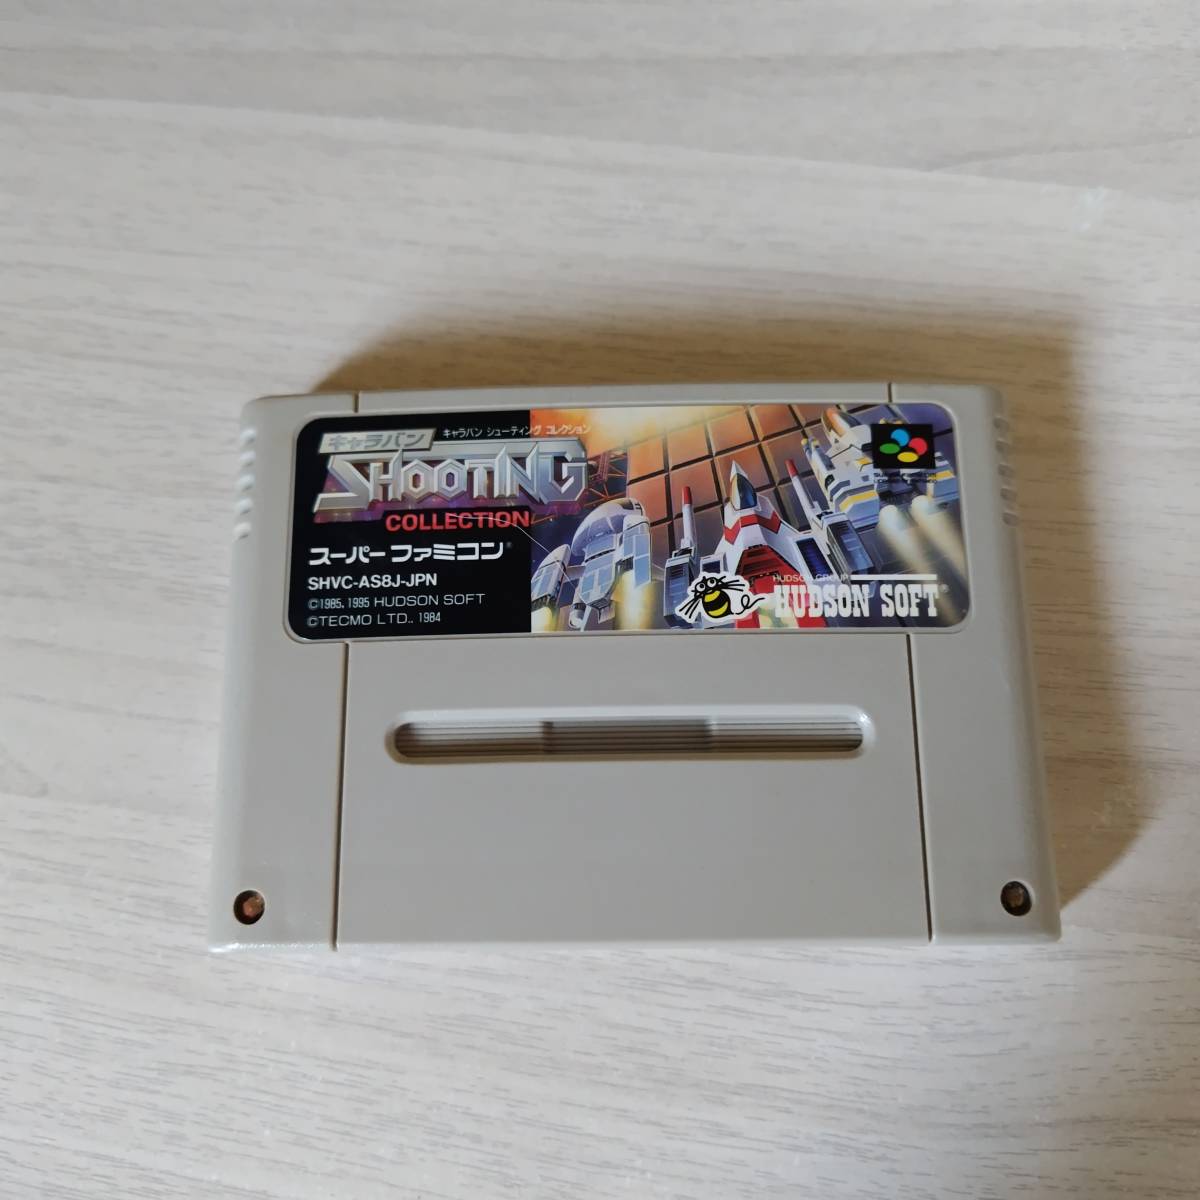 キャラバン
キャラバン シューティング コレクション
SHOOTING
COLLECTION
スーパーファミコン®
SHVC-AS8J-JPN
©1985, 1995 HUDSON SOFT
©TECMO LTD., 1984
HUDSON GROUP
HUDSON SOFT®